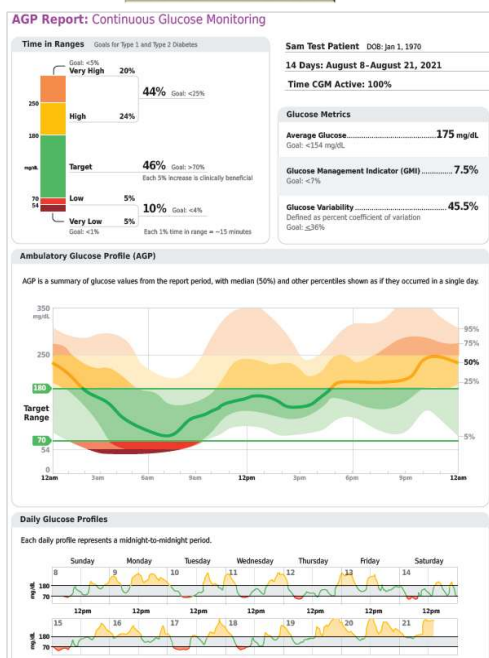 AGP Report: Continuous Glucose Monitoring
Time in Ranges Goals for Type 1 and Type 2 Diabetes
Goal: <5%
Very High 20%
44% Goal: <25%
250
High 24%
180
mg/dL
Target 46% Goal: >70%
Each 5% increase is clinically beneficial
70
54
Low 5%
10% Goal: <4%
Very Low 5%
Goal: <1% Each 1% time in range = ~15 minutes
Sam Test Patient DOB: Jan 1, 1970
14 Days: August 8–August 21, 2021
Time CGM Active: 100%
Glucose Metrics
Average Glucose 175 mg/dL
Goal: <154 mg/dL
Glucose Management Indicator (GMI) 7.5%
Goal: <7%
Glucose Variability 45.5%
Defined as percent coefficient of variation
Goal: ≤36%
Ambulatory Glucose Profile (AGP)
AGP is a summary of glucose values from the report period, with median (50%) and other percentiles shown as if they occurred in a single day.
350
mg/dL
95%
75%
250
50%
25%
180
Target
Range
70
5%
54
0
12am 3am 6am 9am 12pm 3pm 6pm 9pm 12am
Daily Glucose Profiles
Each daily profile represents a midnight-to-midnight period.
Sunday Monday Tuesday Wednesday Thursday Friday Saturday
8 9 10 11 12 13 14
mg/dL
180
70
12pm 12pm 12pm 12pm 12pm 12pm 12pm
15 16 17 18 19 20 21
mg/dL
180
70